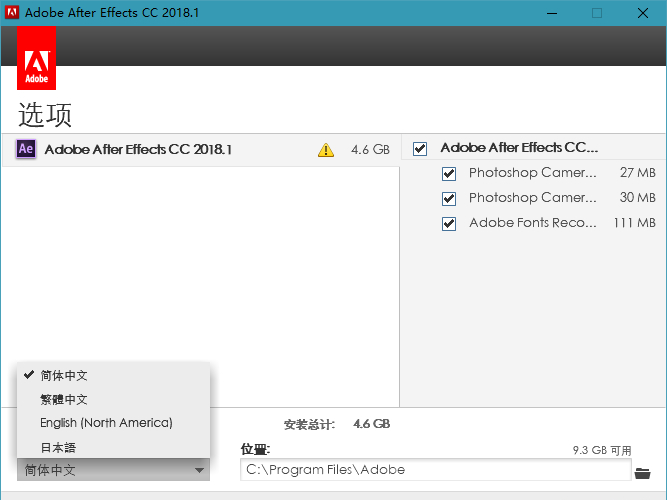 Adobe After Effects CC 2018.1
Adobe
选项
Ae Adobe After Effects CC 2018.1 4.6 GB
Adobe After Effects CC...
Photoshop Camer... 27 MB
Photoshop Camer... 30 MB
Adobe Fonts Reco... 111 MB
简体中文
繁體中文
English (North America)
日本語
简体中文
安装总计: 4.6 GB
位置: 9.3 GB 可用
C:\Program Files\Adobe